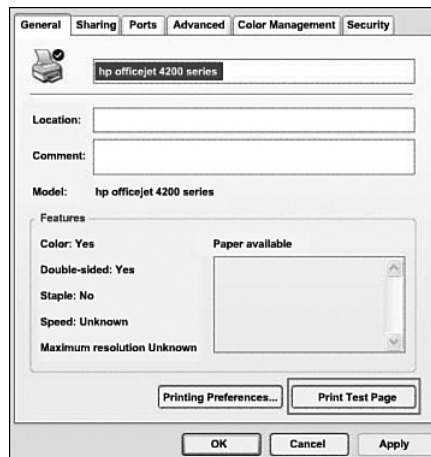 General Sharing Ports Advanced Color Management Security
hp officejet 4200 series
Location:
Comment:
Model: hp officejet 4200 series
Features
Color: Yes Paper available
Double-sided: Yes
Staple: No
Speed: Unknown
Maximum resolution Unknown
Printing Preferences... Print Test Page
OK Cancel Apply